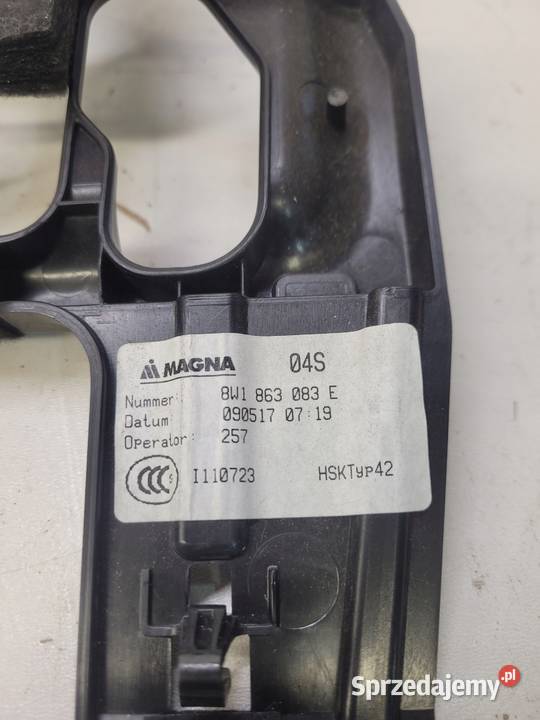 MAGNA 04S
Nummer: 8W1 863 083 E
Datum 090517 07:19
Operator: 257
CCC S I110723 HSKTyp42
Sprzedajemy.pl